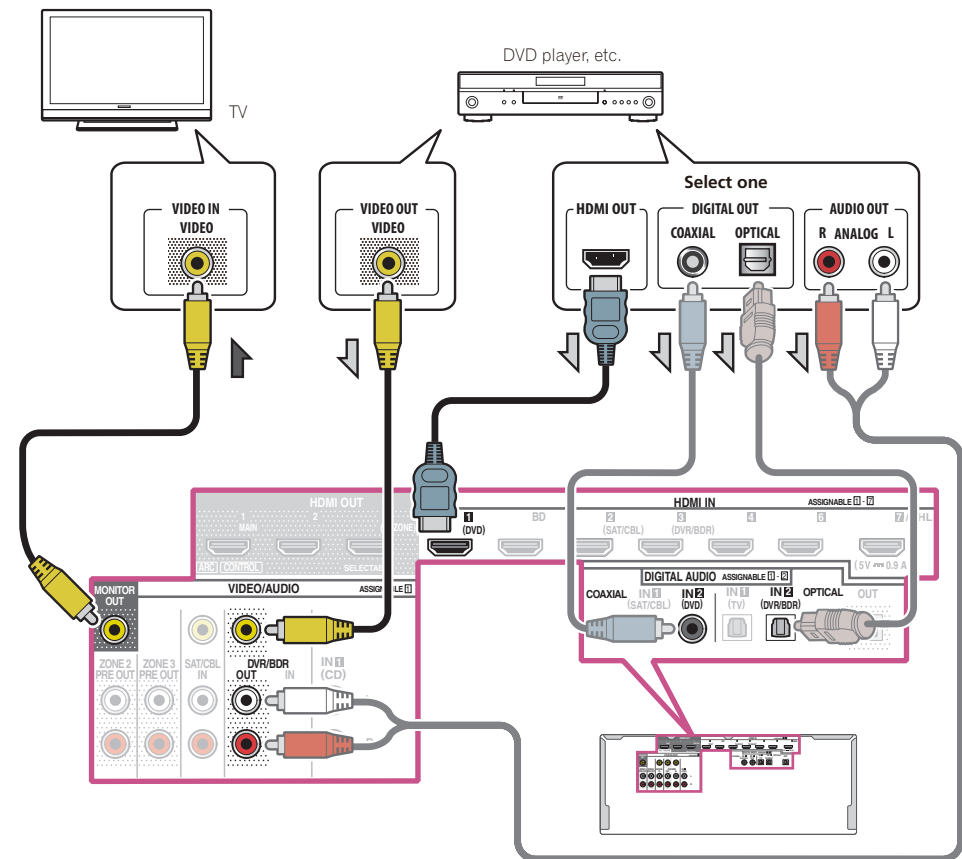 DVD player, etc.
TV
Select one
VIDEO IN
VIDEO
VIDEO OUT
VIDEO
HDMI OUT
DIGITAL OUT
COAXIAL OPTICAL
AUDIO OUT
R ANALOG L
HDMI OUT
1
MAIN
2
ZONE
ARC CONTROL
HDMI IN
ASSIGNABLE 1 - 7
1
(DVD)
BD
2
(SAT/CBL)
3
(DVR/BDR)
4
6
7
HL
(5V 0.9 A
MONITOR
OUT
VIDEO/AUDIO
DIGITAL AUDIO ASSIGNABLE 1 - 2
COAXIAL
IN 1
(SAT/CBL)
IN 2
(DVD)
IN 1
(TV)
IN 2
(DVR/BDR)
OPTICAL
OUT
ZONE 2
PRE OUT
ZONE 3
PRE OUT
SAT/CBL
IN
DVR/BDR
OUT IN
IN 1
(CD)